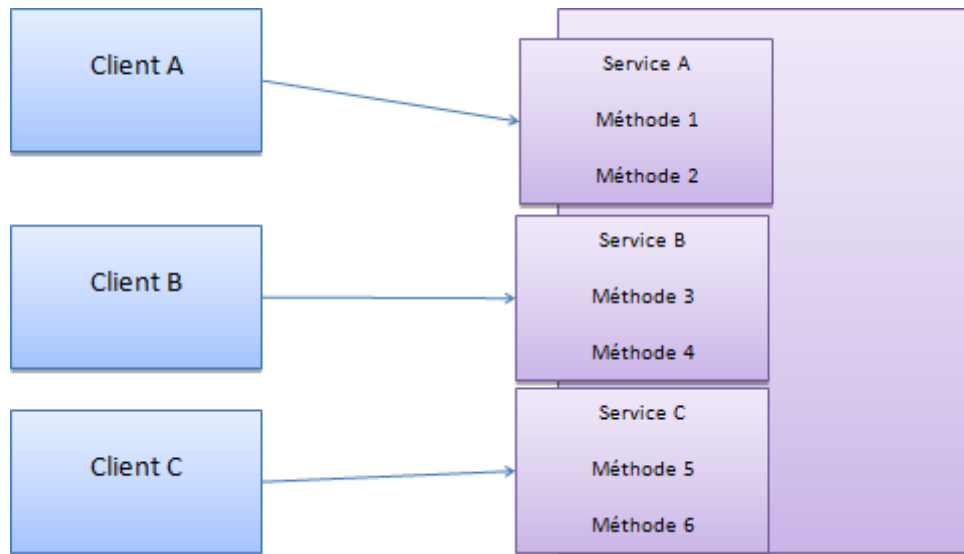 Client A
Service A
Méthode 1
Méthode 2
Client B
Service B
Méthode 3
Méthode 4
Client C
Service C
Méthode 5
Méthode 6